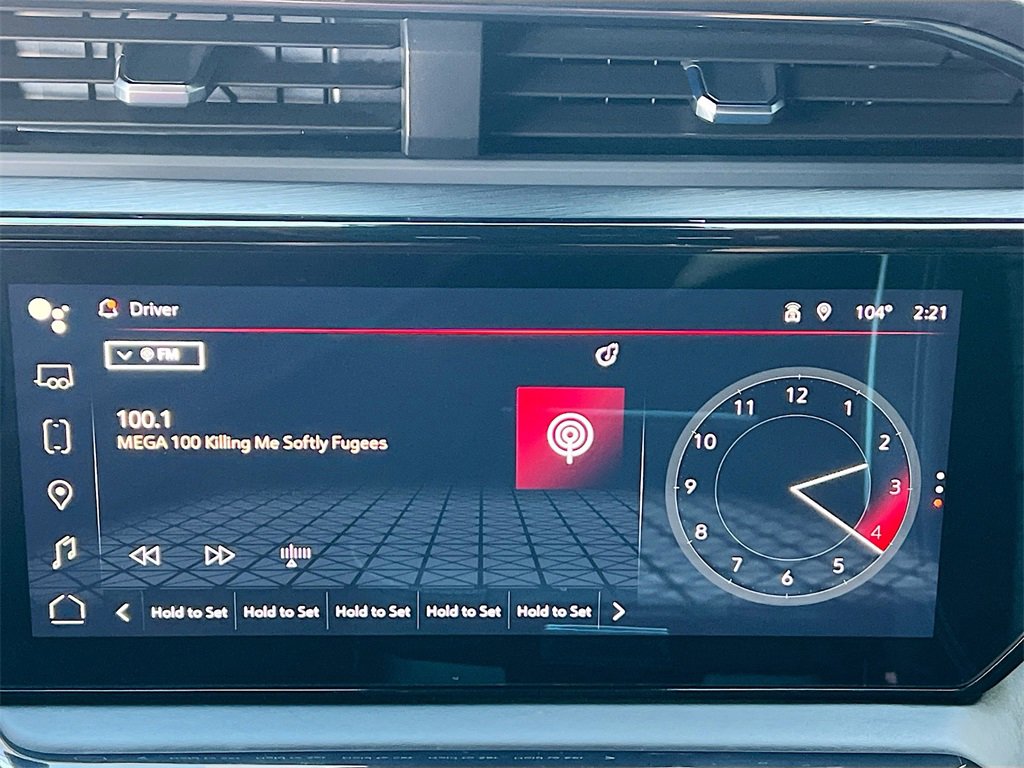 Driver
104° 2:21
FM
100.1
MEGA 100 Killing Me Softly Fugees
12
11 1
10 2
9 3
8 4
7 5
6
Hold to Set Hold to Set Hold to Set Hold to Set Hold to Set